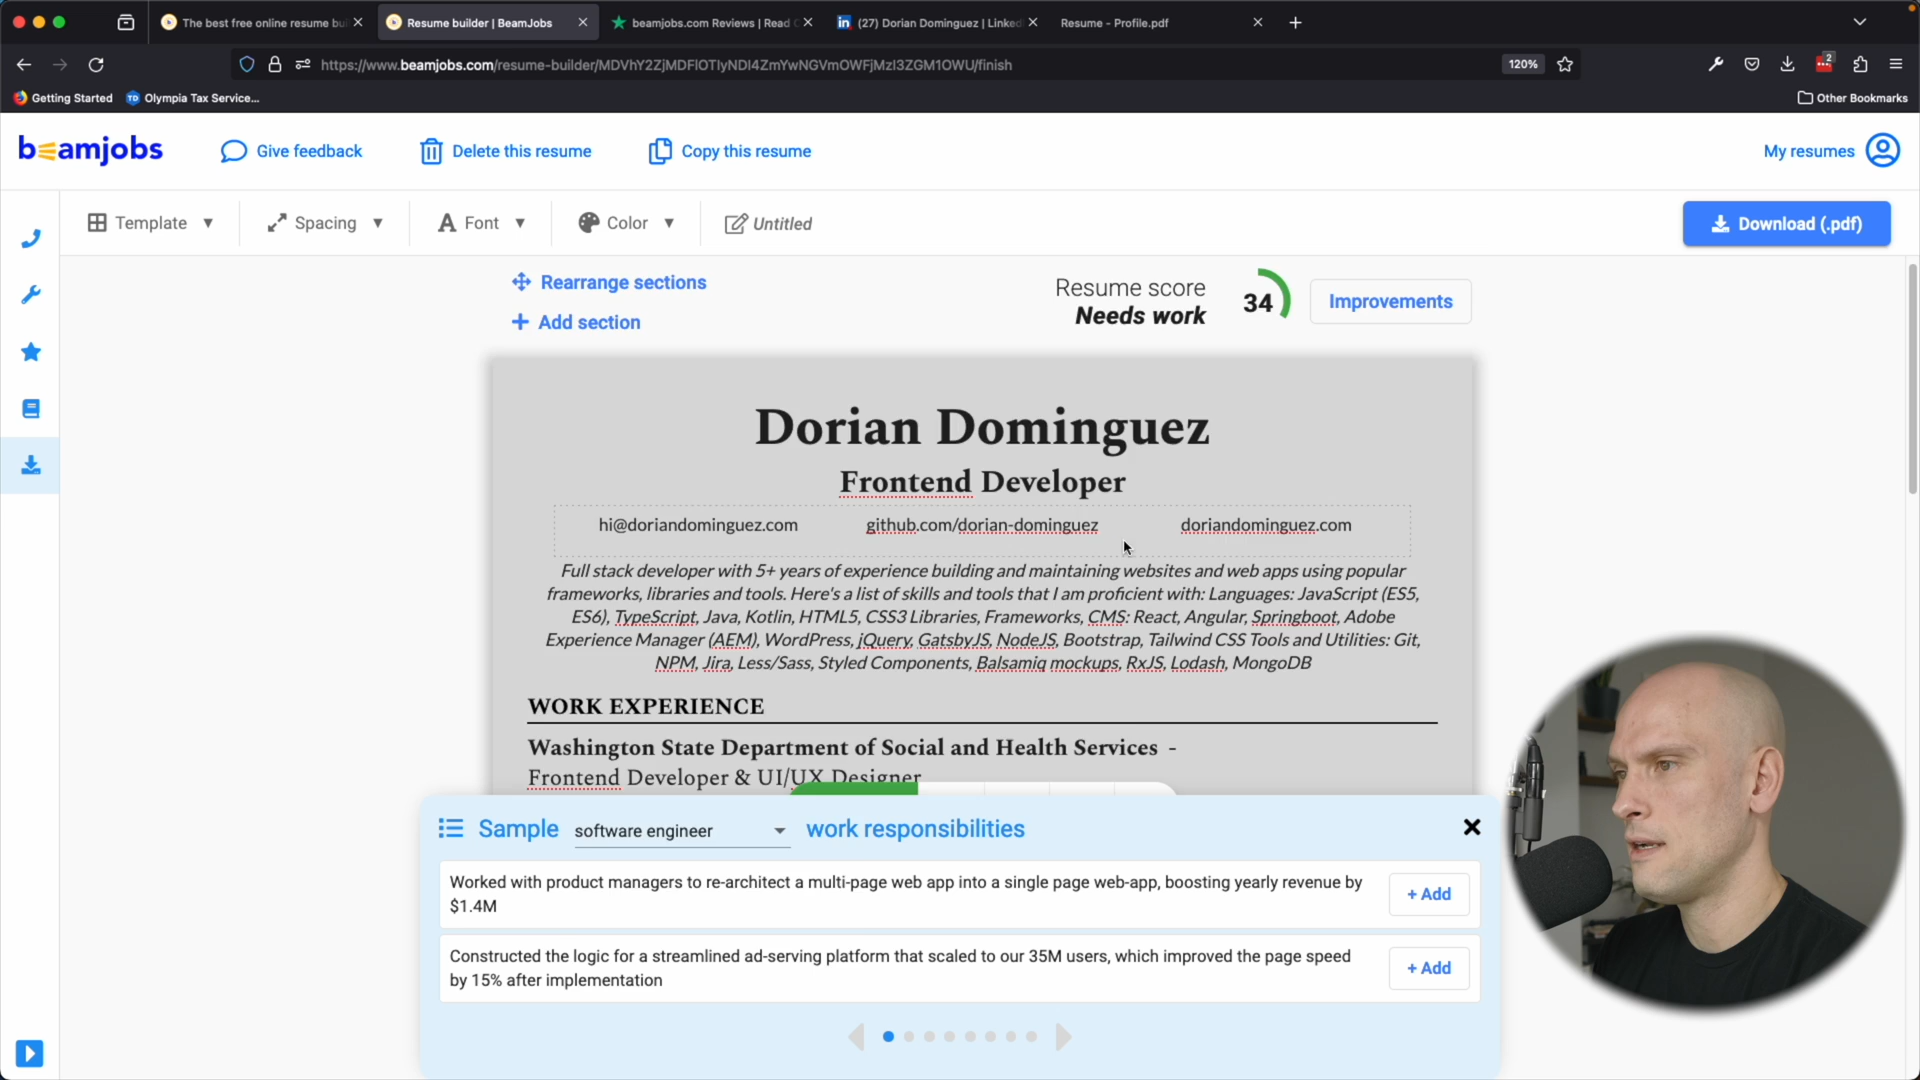 The best free online resume bu
Resume builder | BeamJobs
beamjobs.com Reviews | Read
(27) Dorian Dominguez | Linked
Resume - Profile.pdf
https://www.beamjobs.com/resume-builder/MDVhY2ZjMDFlOTIyNDI4ZmYwNGVmOWFjMzI3ZGM1OWU/finish
120%
2
Getting Started
Olympia Tax Service...
Other Bookmarks
beamjobs
Give feedback
Delete this resume
Copy this resume
My resumes
Template
Spacing
Font
Color
Untitled
Download (.pdf)
Rearrange sections
Add section
Resume score
Needs work
34
Improvements
Dorian Dominguez
Frontend Developer
hi@doriandominguez.com
github.com/dorian-dominguez
doriandominguez.com
Full stack developer with 5+ years of experience building and maintaining websites and web apps using popular
frameworks, libraries and tools. Here's a list of skills and tools that I am proficient with: Languages: JavaScript (ES5,
ES6), TypeScript, Java, Kotlin, HTML5, CSS3 Libraries, Frameworks, CMS: React, Angular, Springboot, Adobe
Experience Manager (AEM), WordPress, jQuery, GatsbyJS, NodeJS, Bootstrap, Tailwind CSS Tools and Utilities: Git,
NPM, Jira, Less/Sass, Styled Components, Balsamiq mockups, RxJS, Lodash, MongoDB
WORK EXPERIENCE
Washington State Department of Social and Health Services -
Frontend Developer & UI/UX Designer
Sample software engineer work responsibilities
Worked with product managers to re-architect a multi-page web app into a single page web-app, boosting yearly revenue by
$1.4M
+ Add
Constructed the logic for a streamlined ad-serving platform that scaled to our 35M users, which improved the page speed
by 15% after implementation
+ Add